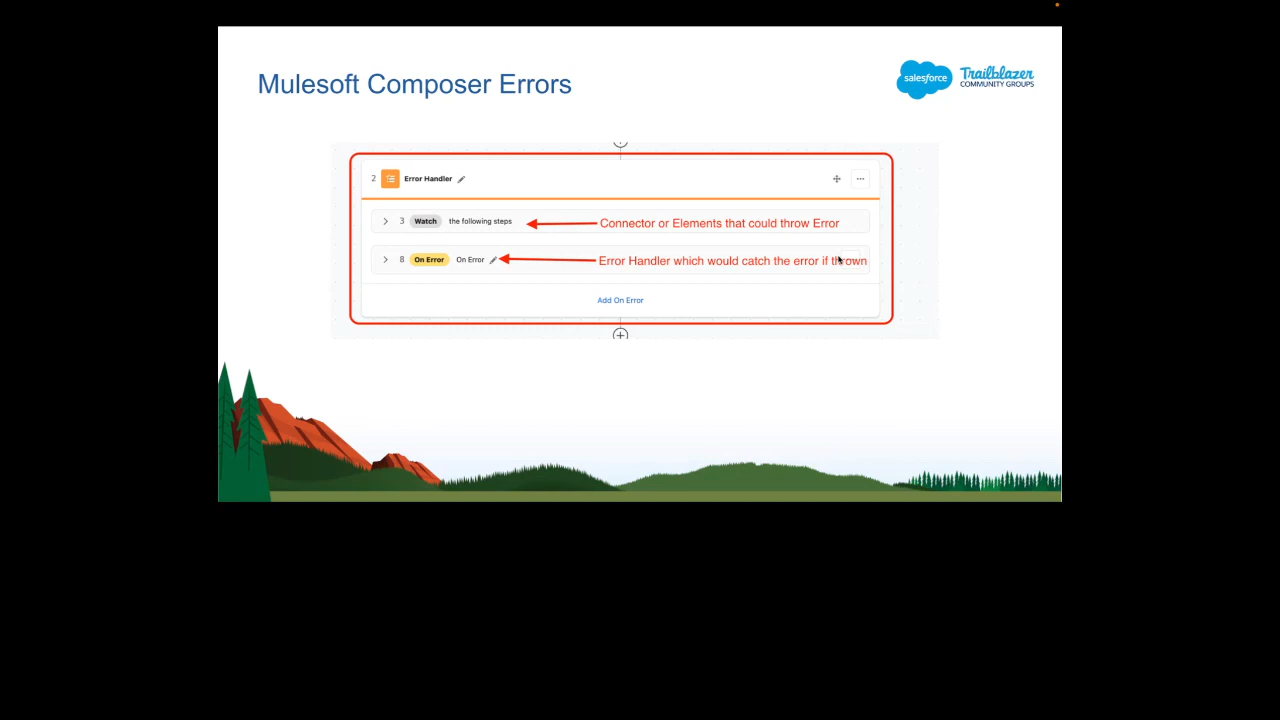 Mulesoft Composer Errors
salesforce
Trailblazer
COMMUNITY GROUPS
2 Error Handler
3 Watch the following steps
Connector or Elements that could throw Error
8 On Error On Error
Error Handler which would catch the error if thrown
Add On Error